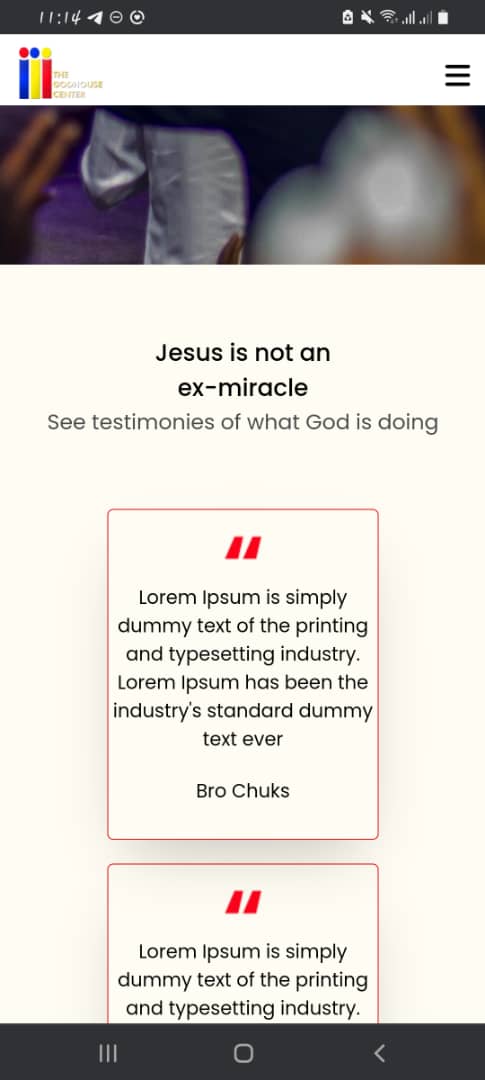 11:14
THE
GODHOUSE
CENTER
Jesus is not an
ex-miracle
See testimonies of what God is doing
Lorem Ipsum is simply
dummy text of the printing
and typesetting industry.
Lorem Ipsum has been the
industry's standard dummy
text ever
Bro Chuks
Lorem Ipsum is simply
dummy text of the printing
and typesetting industry.